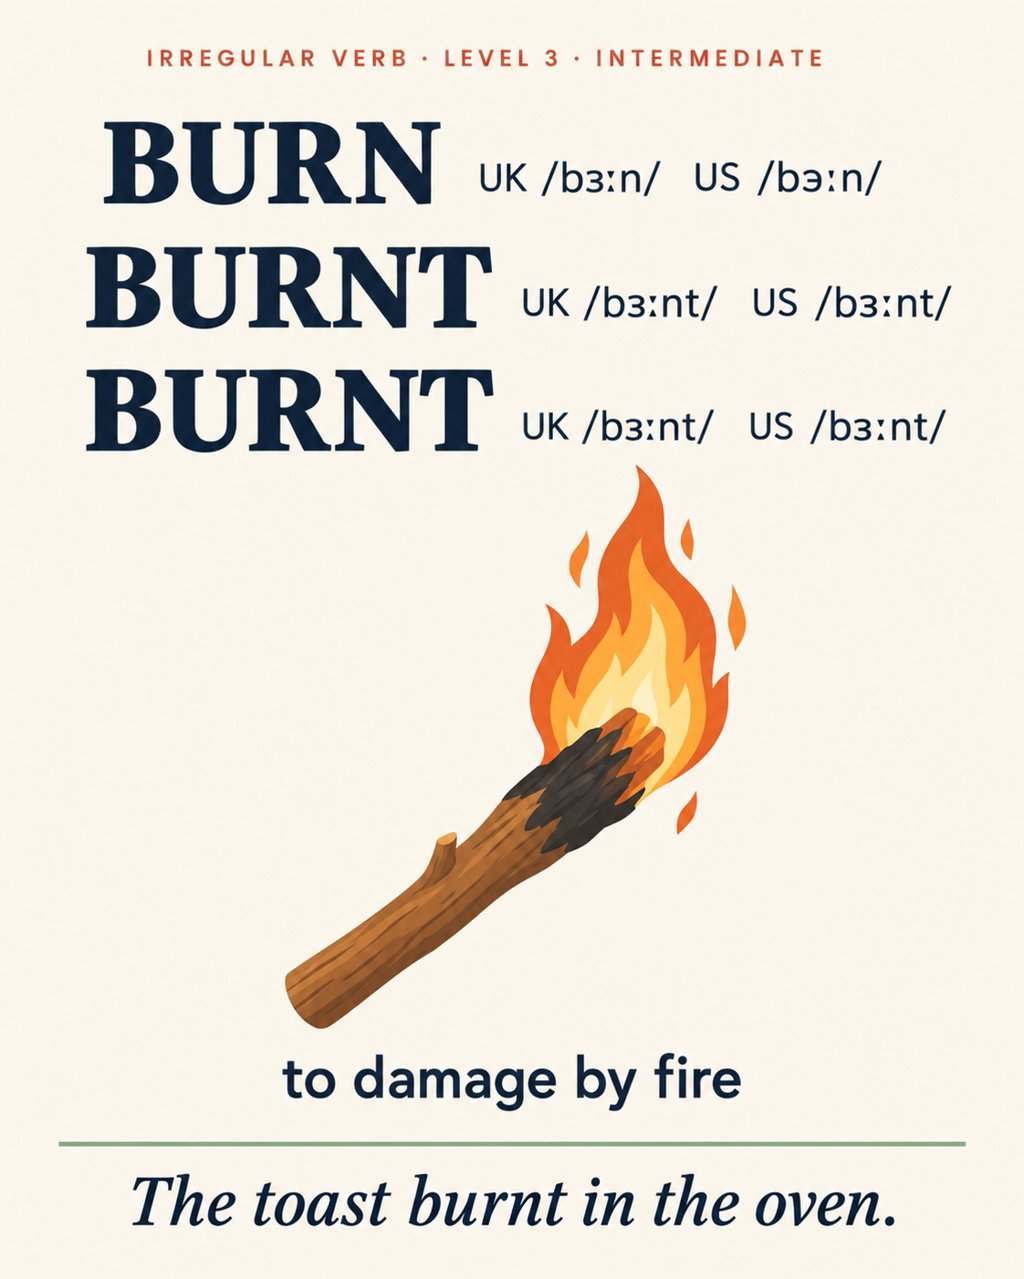 IRREGULAR VERB · LEVEL 3 · INTERMEDIATE
BURN UK /bɜːn/ US /bɘːn/
BURNT UK /bɜːnt/ US /bɜːnt/
BURNT UK /bɜːnt/ US /bɜːnt/
to damage by fire
The toast burnt in the oven.